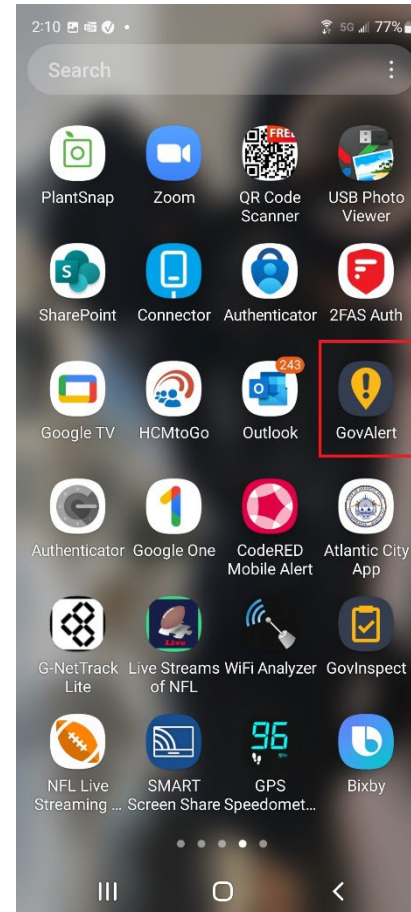 2:10
5G 77%
Search
FREE
PlantSnap Zoom QR Code Scanner USB Photo Viewer
S
SharePoint Connector Authenticator 2FAS Auth
243
Google TV HCMtoGo Outlook GovAlert
Authenticator Google One CodeRED Mobile Alert Atlantic City App
Live
G-NetTrack Lite Live Streams of NFL WiFi Analyzer GovInspect
96
NFL Live Streaming ... SMART Screen Share GPS Speedomet... Bixby